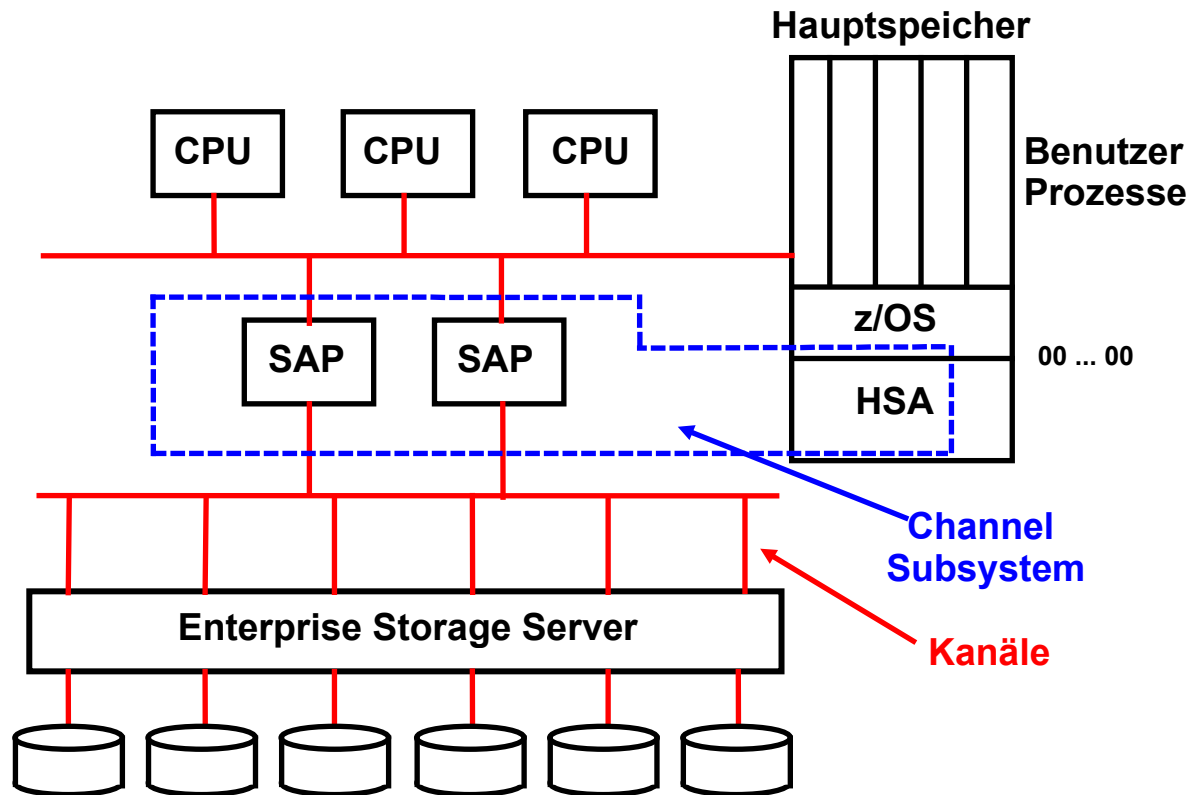 Hauptspeicher
CPU
CPU
CPU
Benutzer
Prozesse
z/OS
SAP
SAP
00 ... 00
HSA
Channel
Subsystem
Enterprise Storage Server
Kanäle